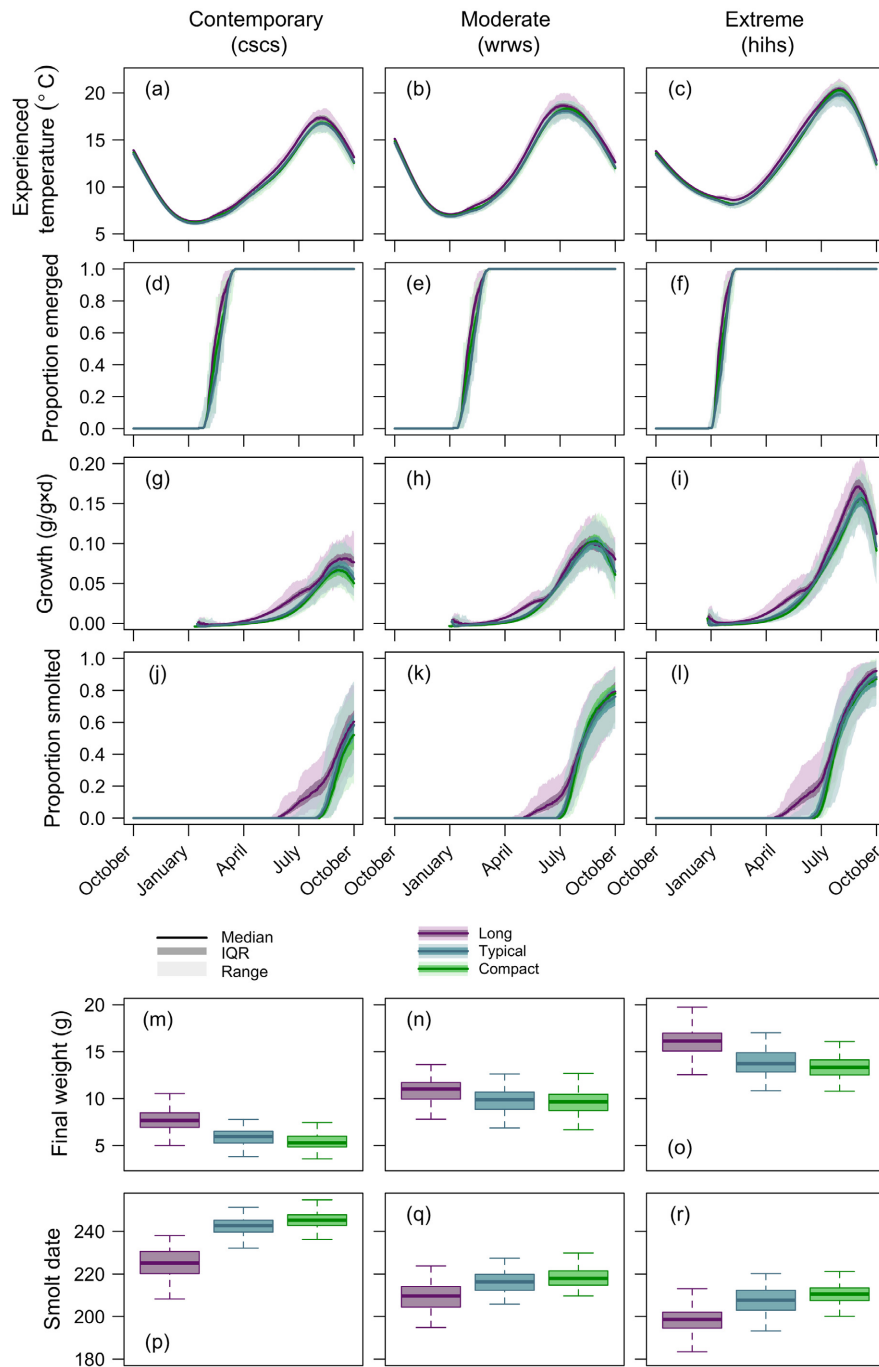 Contemporary
(cscs)
Moderate
(wrws)
Extreme
(hihs)
Experienced
temperature (° C)
20
15
10
5
(a)
(b)
(c)
Proportion emerged
1.0
0.8
0.6
0.4
0.2
0.0
(d)
(e)
(f)
Growth (g/g×d)
0.20
0.15
0.10
0.05
0.00
(g)
(h)
(i)
Proportion smolted
1.0
0.8
0.6
0.4
0.2
0.0
(j)
(k)
(l)
October
January
April
July
October
October
January
April
July
October
October
January
April
July
October
Median
IQR
Range
Long
Typical
Compact
Final weight (g)
20
15
10
5
(m)
(n)
(o)
Smolt date
240
220
200
180
(p)
(q)
(r)